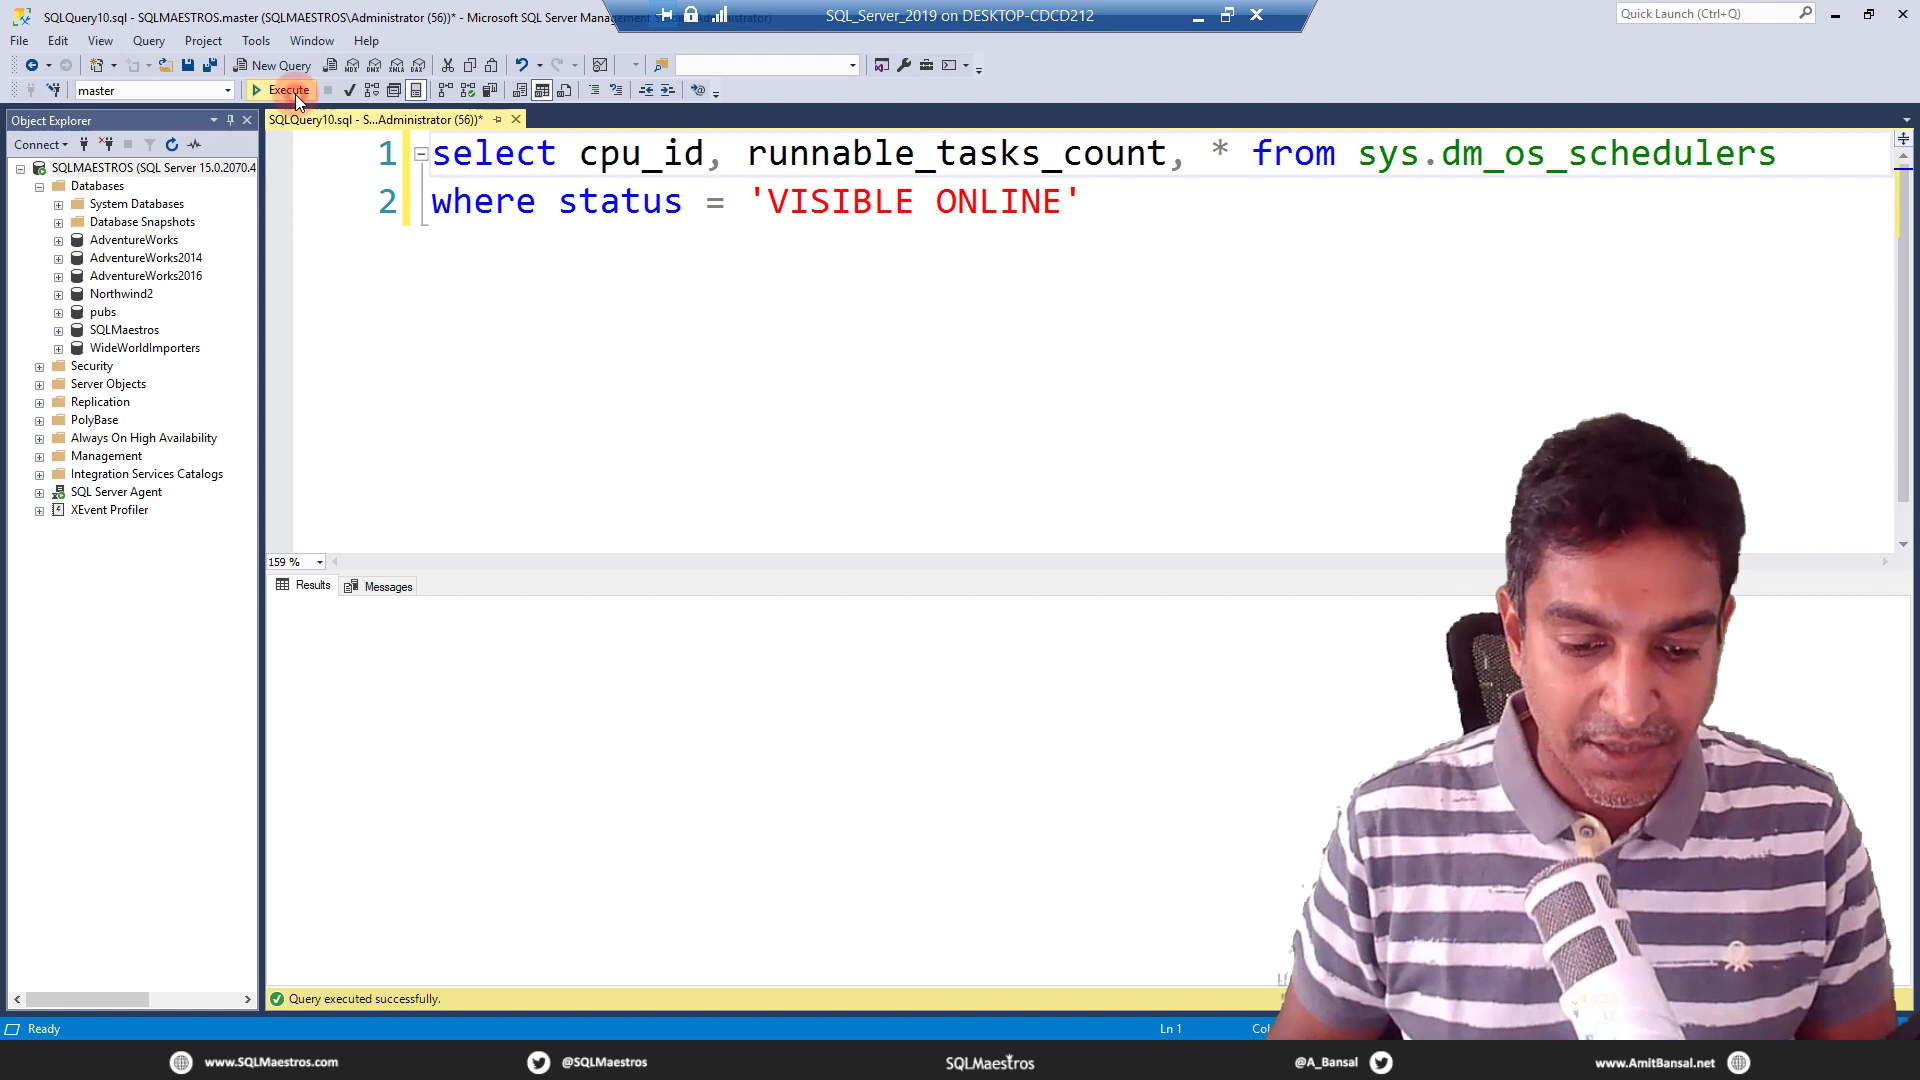 SQLQuery10.sql - SQLMAESTROS.master (SQLMAESTROS\Administrator (56))* - Microsoft SQL Server Man
SQL_Server_2019 on DESKTOP-CDCD212
Quick Launch (Ctrl+Q)
File Edit View Query Project Tools Window Help
New Query
MDX DMX XMLA DAX
master
Execute
Object Explorer
SQLQuery10.sql - S...Administrator (56))*
Connect
SQLMAESTROS (SQL Server 15.0.2070.4
Databases
System Databases
Database Snapshots
AdventureWorks
AdventureWorks2014
AdventureWorks2016
Northwind2
pubs
SQLMaestros
WideWorldImporters
Security
Server Objects
Replication
PolyBase
Always On High Availability
Management
Integration Services Catalogs
SQL Server Agent
XEvent Profiler
1 select cpu_id, runnable_tasks_count, * from sys.dm_os_schedulers
2 where status = 'VISIBLE ONLINE'
159 %
Results Messages
Query executed successfully.
Ready
Ln 1
Col
www.SQLMaestros.com @SQLMaestros SQLMaestros @A_Bansal www.AmitBansal.net